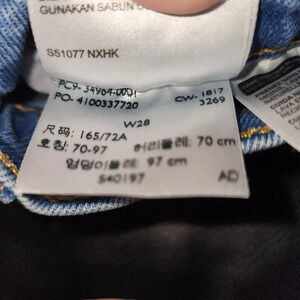 GUNAKAN SABUN
S51077 NXHK
PC9-34964-0001
PO-4100337720
CW-1817
3269
W28
尺码: 165/72A
호칭: 70-97 허리둘레: 70 cm
엉덩이둘레: 97 cm
S40197 AD